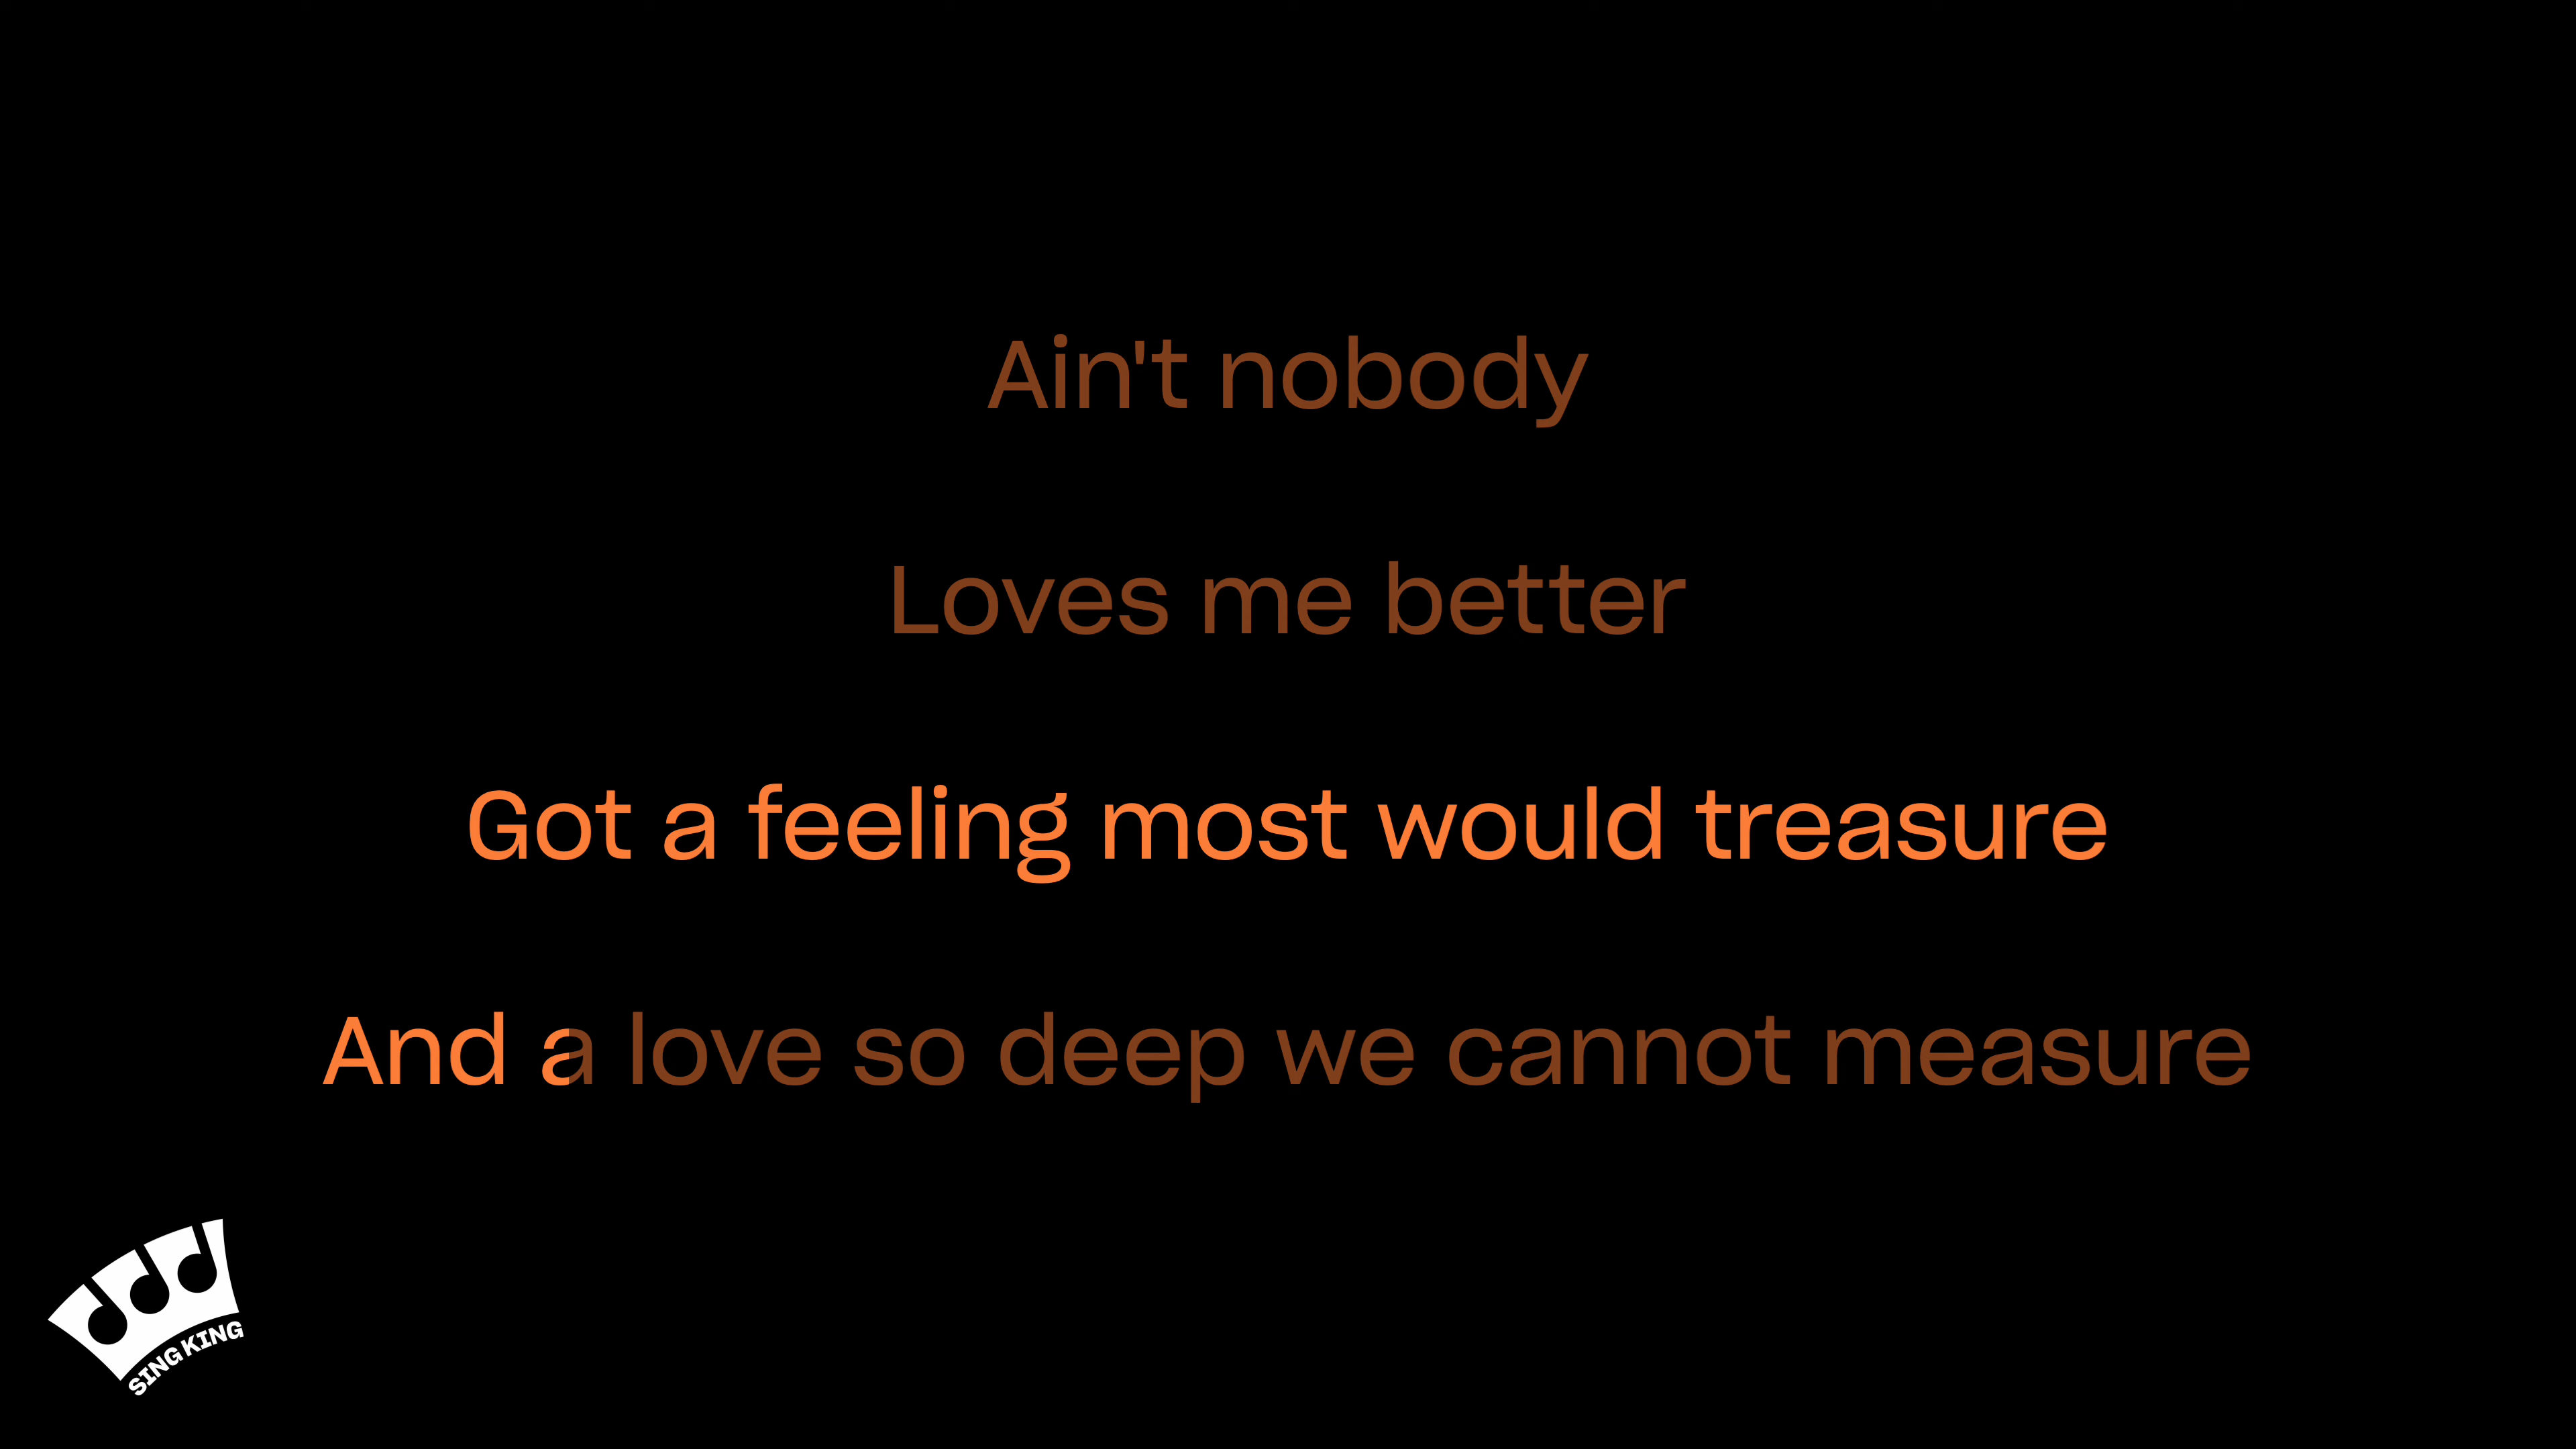 Ain't nobody
Loves me better
Got a feeling most would treasure
And a love so deep we cannot measure
SING KING